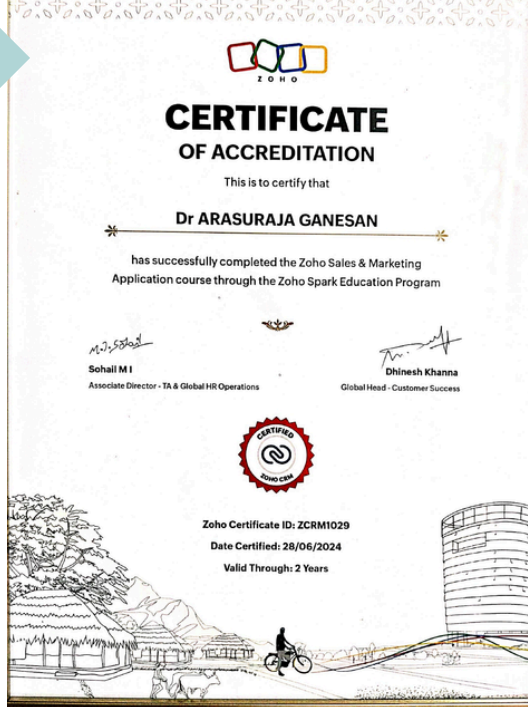 ZOHO
CERTIFICATE
OF ACCREDITATION
This is to certify that
Dr ARASURAJA GANESAN
has successfully completed the Zoho Sales & Marketing
Application course through the Zoho Spark Education Program
M.I. Sohail
Sohail M I
Associate Director - TA & Global HR Operations
Dhinesh Khanna
Global Head - Customer Success
CERTIFIED
ZOHO CRM
Zoho Certificate ID: ZCRM1029
Date Certified: 28/06/2024
Valid Through: 2 Years